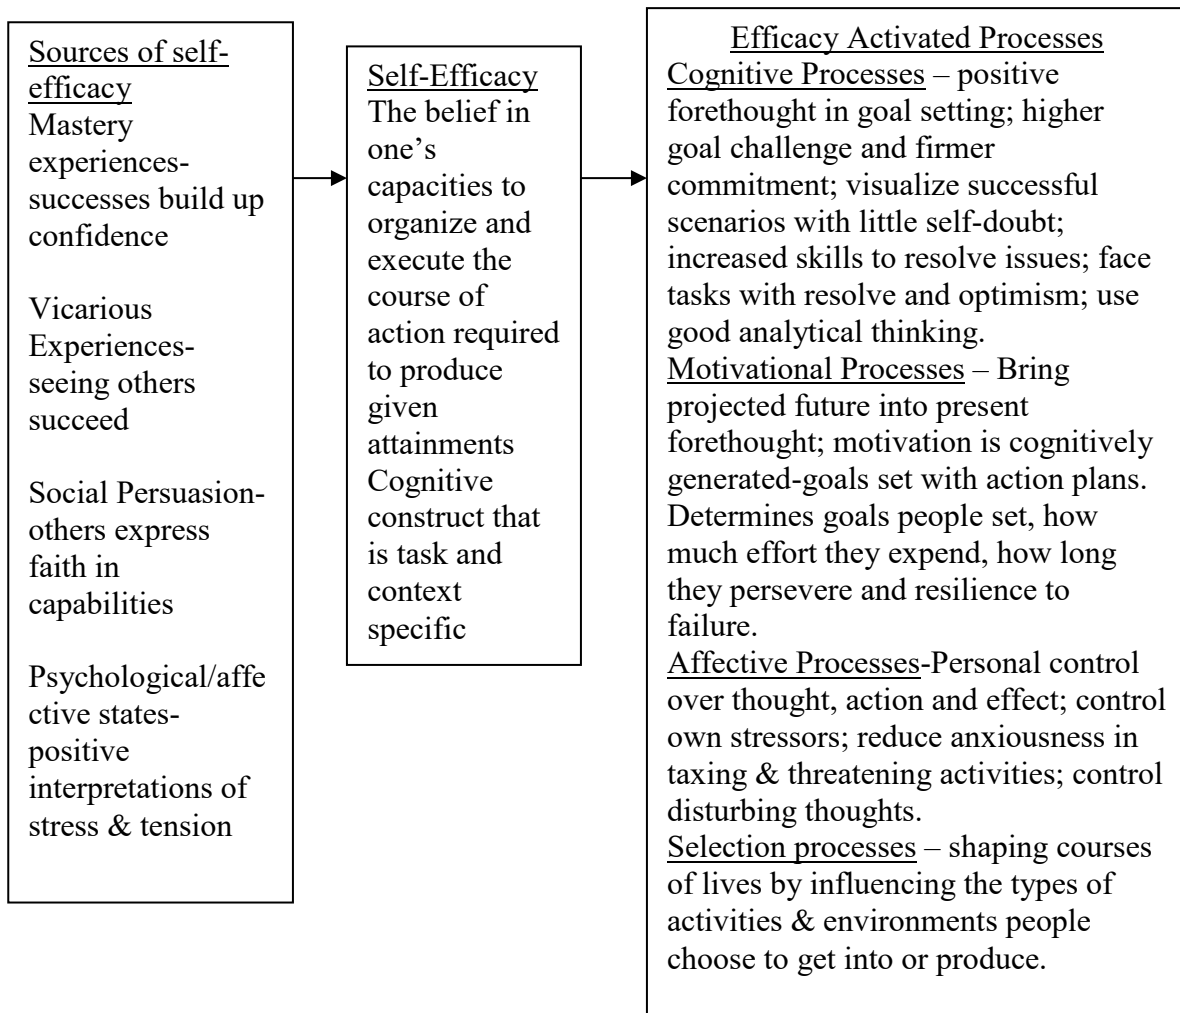 Sources of self-
efficacy
Mastery
experiences-
successes build up
confidence
Vicarious
Experiences-
seeing others
succeed
Social Persuasion-
others express
faith in
capabilities
Psychological/affe
ctive states-
positive
interpretations of
stress & tension
Self-Efficacy
The belief in
one’s
capacities to
organize and
execute the
course of
action required
to produce
given
attainments
Cognitive
construct that
is task and
context
specific
Efficacy Activated Processes
Cognitive Processes – positive
forethought in goal setting; higher
goal challenge and firmer
commitment; visualize successful
scenarios with little self-doubt;
increased skills to resolve issues; face
tasks with resolve and optimism; use
good analytical thinking.
Motivational Processes – Bring
projected future into present
forethought; motivation is cognitively
generated-goals set with action plans.
Determines goals people set, how
much effort they expend, how long
they persevere and resilience to
failure.
Affective Processes-Personal control
over thought, action and effect; control
own stressors; reduce anxiousness in
taxing & threatening activities; control
disturbing thoughts.
Selection processes – shaping courses
of lives by influencing the types of
activities & environments people
choose to get into or produce.